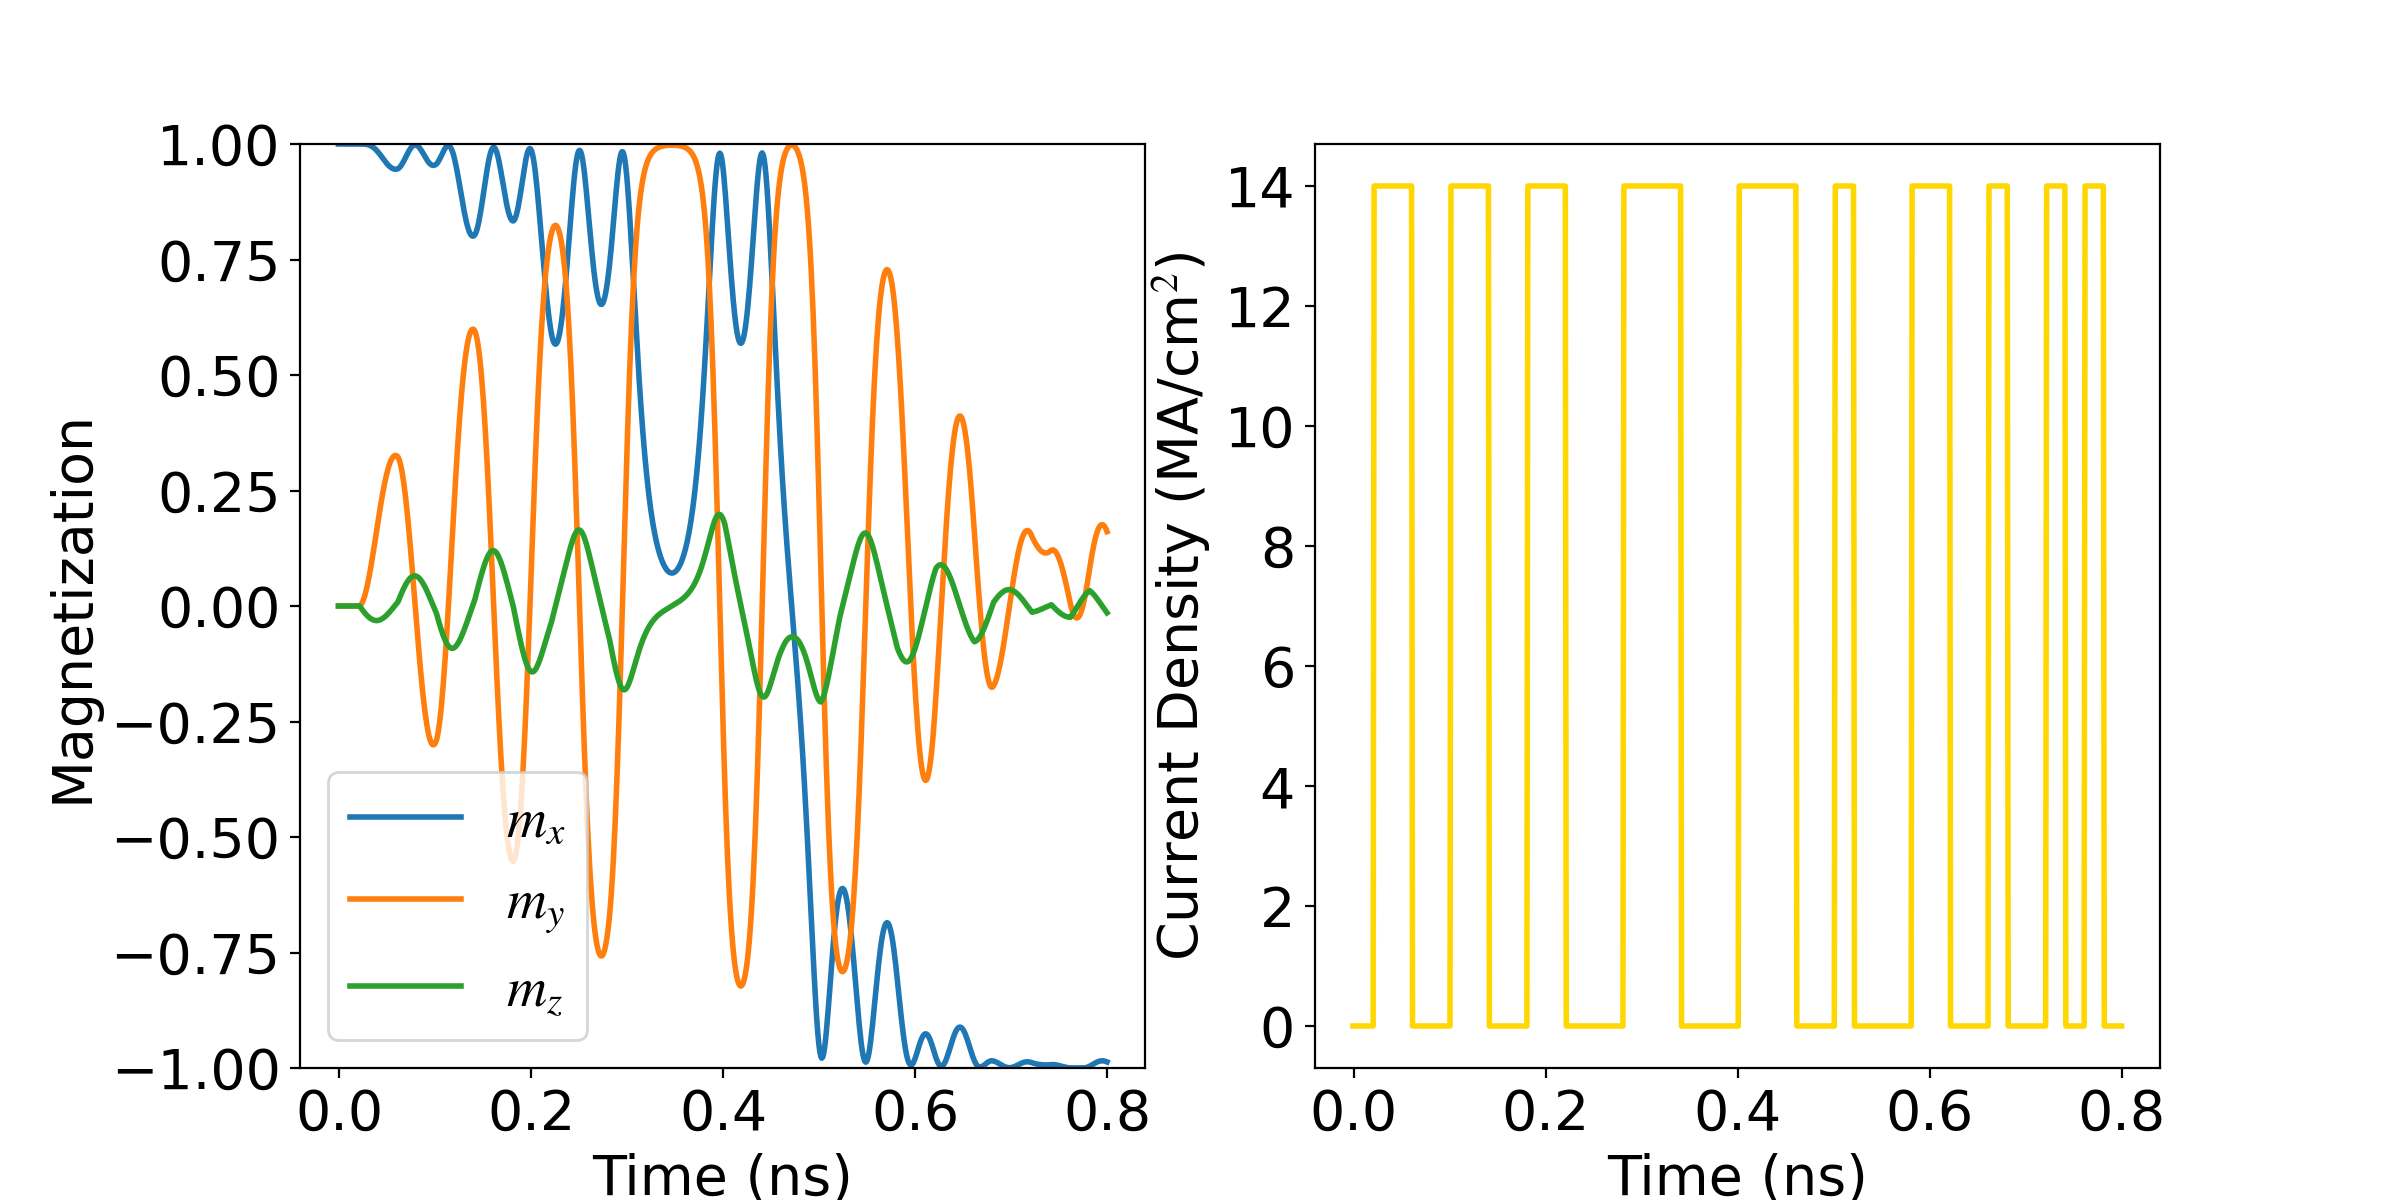 Magnetization
1.00
0.75
0.50
0.25
0.00
−0.25
−0.50
−0.75
−1.00
m_x
m_y
m_z
0.0 0.2 0.4 0.6 0.8
Time (ns)
Current Density (MA/cm²)
14
12
10
8
6
4
2
0
0.0 0.2 0.4 0.6 0.8
Time (ns)